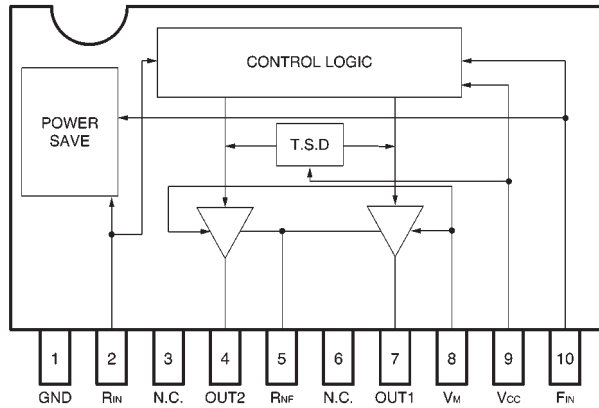 CONTROL LOGIC
POWER
SAVE
T.S.D
1 2 3 4 5 6 7 8 9 10
GND RIN N.C. OUT2 RNF N.C. OUT1 VM VCC FIN